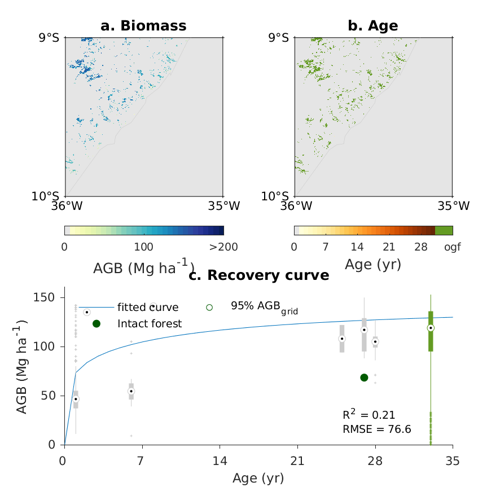 a. Biomass
b. Age
9°S
10°S
36°W
35°W
9°S
10°S
36°W
35°W
0 100 >200
AGB (Mg ha-1)
0 7 14 21 28 ogf
Age (yr)
c. Recovery curve
AGB (Mg ha-1)
150
100
50
0
fitted curve
95% AGBgrid
Intact forest
R2 = 0.21
RMSE = 76.6
0 7 14 21 28 35
Age (yr)